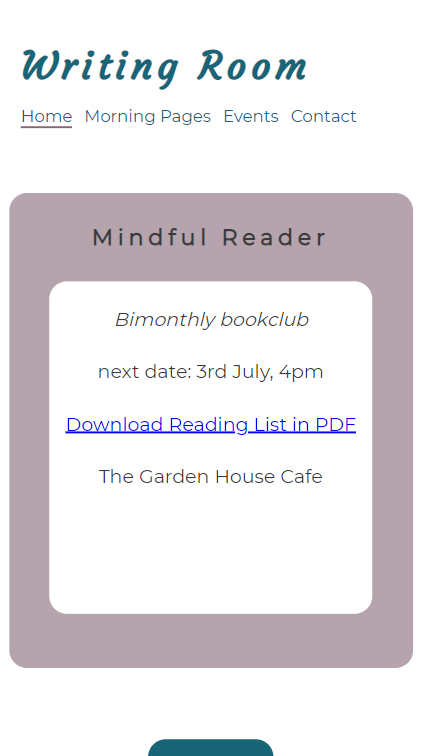 Writing Room
Home Morning Pages Events Contact
Mindful Reader
Bimonthly bookclub
next date: 3rd July, 4pm
Download Reading List in PDF
The Garden House Cafe